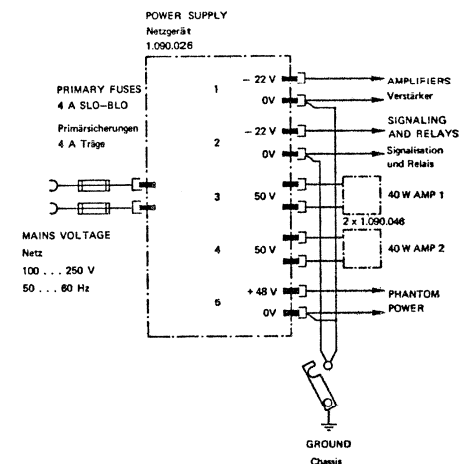 POWER SUPPLY
Netzgerät
1.090.026
PRIMARY FUSES
4 A SLO-BLO
Primärsicherungen
4 A Träge
MAINS VOLTAGE
Netz
100 ... 250 V
50 ... 60 Hz
1
- 22 V
0V
AMPLIFIERS
Verstärker
2
- 22 V
0V
SIGNALING
AND RELAYS
Signalisation
und Relais
3
50 V
40 W AMP 1
2 x 1.090.046
4
50 V
40 W AMP 2
5
+ 48 V
0V
PHANTOM
POWER
GROUND
Chassis